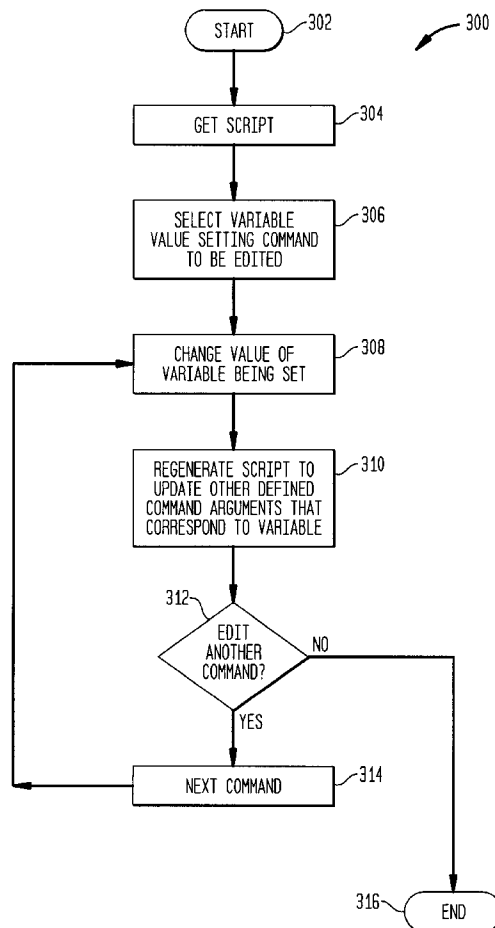 START
302
300
GET SCRIPT
304
SELECT VARIABLE
VALUE SETTING COMMAND
TO BE EDITED
306
CHANGE VALUE OF
VARIABLE BEING SET
308
REGENERATE SCRIPT TO
UPDATE OTHER DEFINED
COMMAND ARGUMENTS THAT
CORRESPOND TO VARIABLE
310
312
EDIT
ANOTHER
COMMAND?
NO
YES
NEXT COMMAND
314
316
END